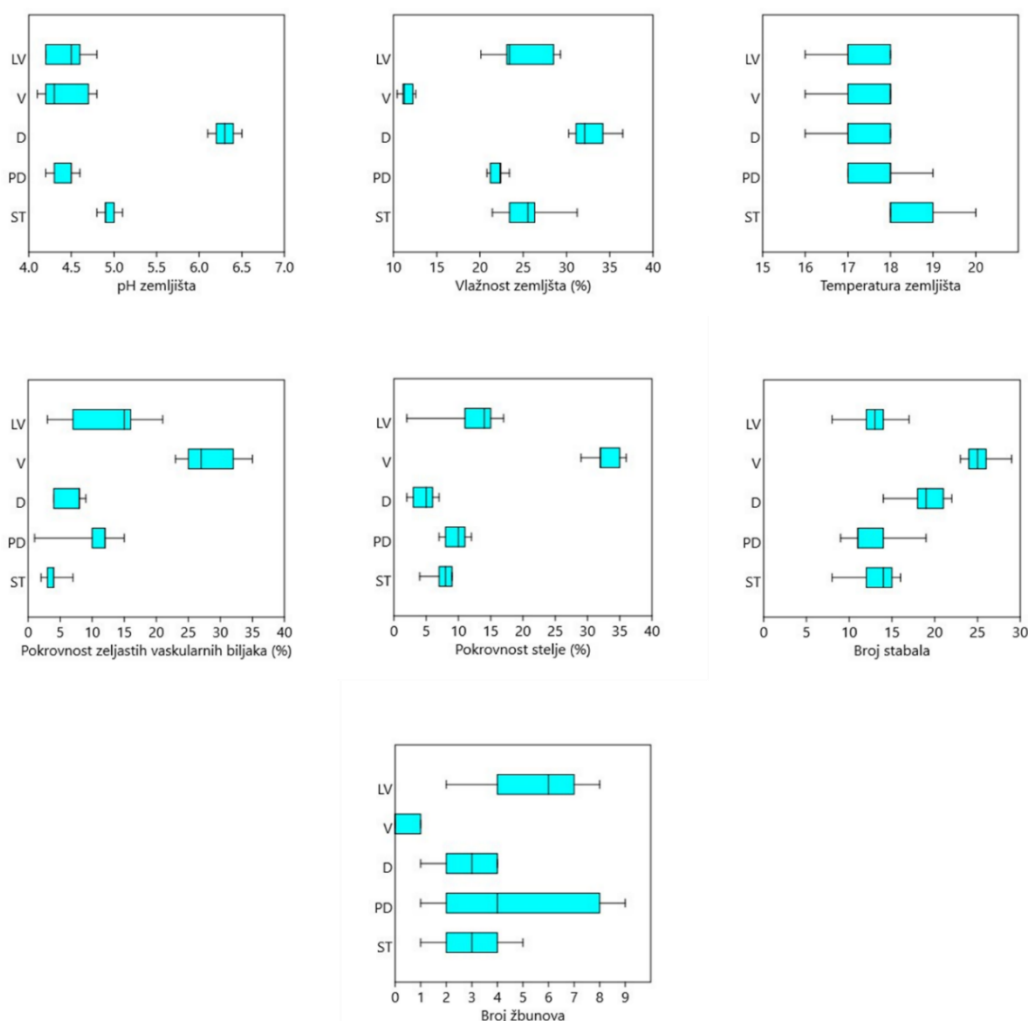 LV
V
D
PD
ST
4.0 4.5 5.0 5.5 6.0 6.5 7.0
pH zemljišta
LV
V
D
PD
ST
10 20 30 40
Vlažnost zemljšta (%)
LV
V
D
PD
ST
15 16 17 18 19 20
Temperatura zemljišta
LV
V
D
PD
ST
0 5 10 15 20 25 30 35 40
Pokrovnost zeljastih vaskularnih biljaka (%)
LV
V
D
PD
ST
0 5 10 15 20 25 30 35 40
Pokrovnost stelje (%)
LV
V
D
PD
ST
0 5 10 15 20 25 30
Broj stabala
LV
V
D
PD
ST
0 1 2 3 4 5 6 7 8 9
Broj žbunova